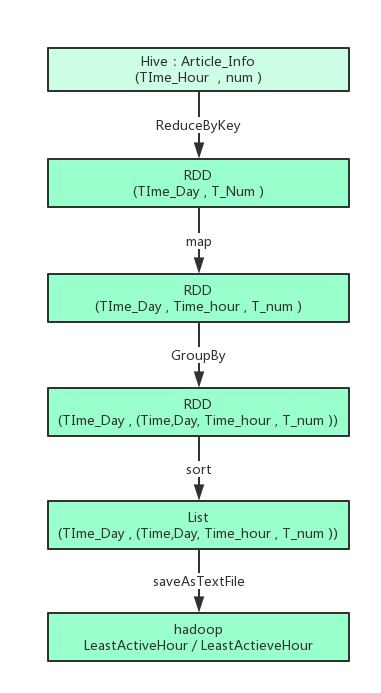 Hive : Article_Info
(TIme_Hour , num )
ReduceByKey
RDD
(TIme_Day , T_Num )
map
RDD
(TIme_Day , Time_hour , T_num )
GroupBy
RDD
(TIme_Day , (Time,Day, Time_hour , T_num ))
sort
List
(TIme_Day , (Time,Day, Time_hour , T_num ))
saveAsTextFile
hadoop
LeastActiveHour / LeastActieveHour